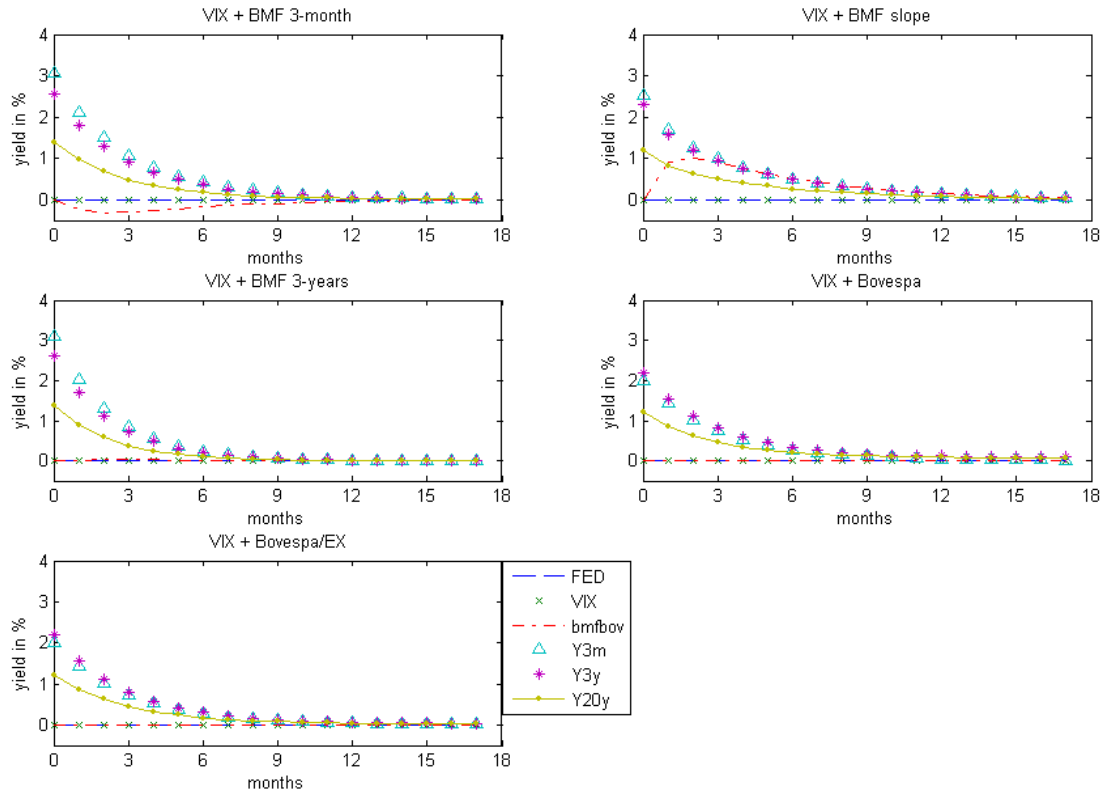 VIX + BMF 3-month
4
3
2
1
0
yield in %
0 3 6 9 12 15 18
months
VIX + BMF slope
4
3
2
1
0
yield in %
0 3 6 9 12 15 18
months
VIX + BMF 3-years
4
3
2
1
0
yield in %
0 3 6 9 12 15 18
months
VIX + Bovespa
4
3
2
1
0
yield in %
0 3 6 9 12 15 18
months
VIX + Bovespa/EX
4
3
2
1
0
yield in %
0 3 6 9 12 15 18
months
FED
VIX
bmfbov
Y3m
Y3y
Y20y